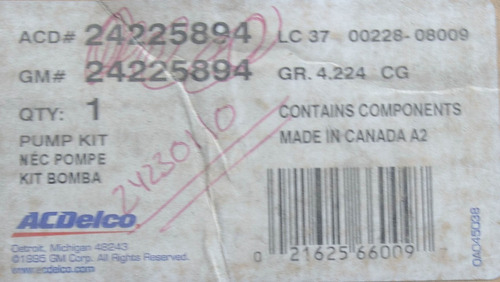 ACD# 24225894 LC 37 00228-08009
GM# 24225894 GR. 4.224 CG
QTY: 1 CONTAINS COMPONENTS
PUMP KIT MADE IN CANADA A2
NÉC POMPE
KIT BOMBA
24230110
ACDelco
Detroit, Michigan 48243
©1995 GM Corp. All Rights Reserved.
www.acdelco.com
0 21625 66009
OAD45038